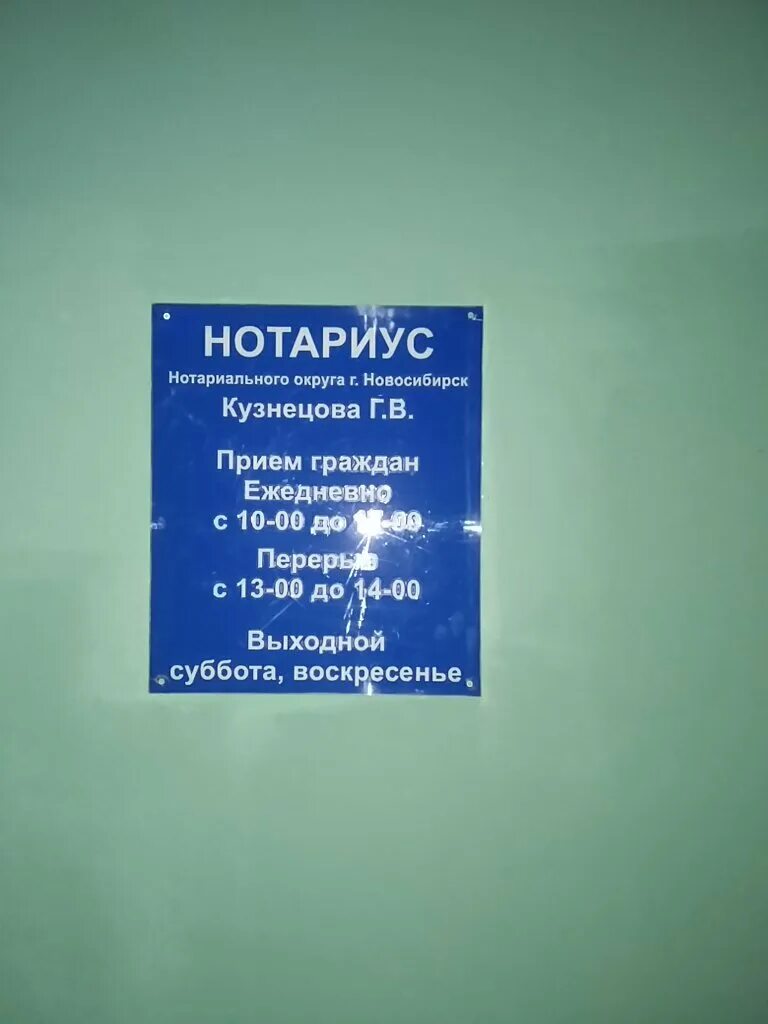 НОТАРИУС
Нотариального округа г. Новосибирск
Кузнецова Г.В.
Прием граждан
Ежедневно
с 10-00 до
Перерыв
с 13-00 до 14-00
Выходной
суббота, воскресенье